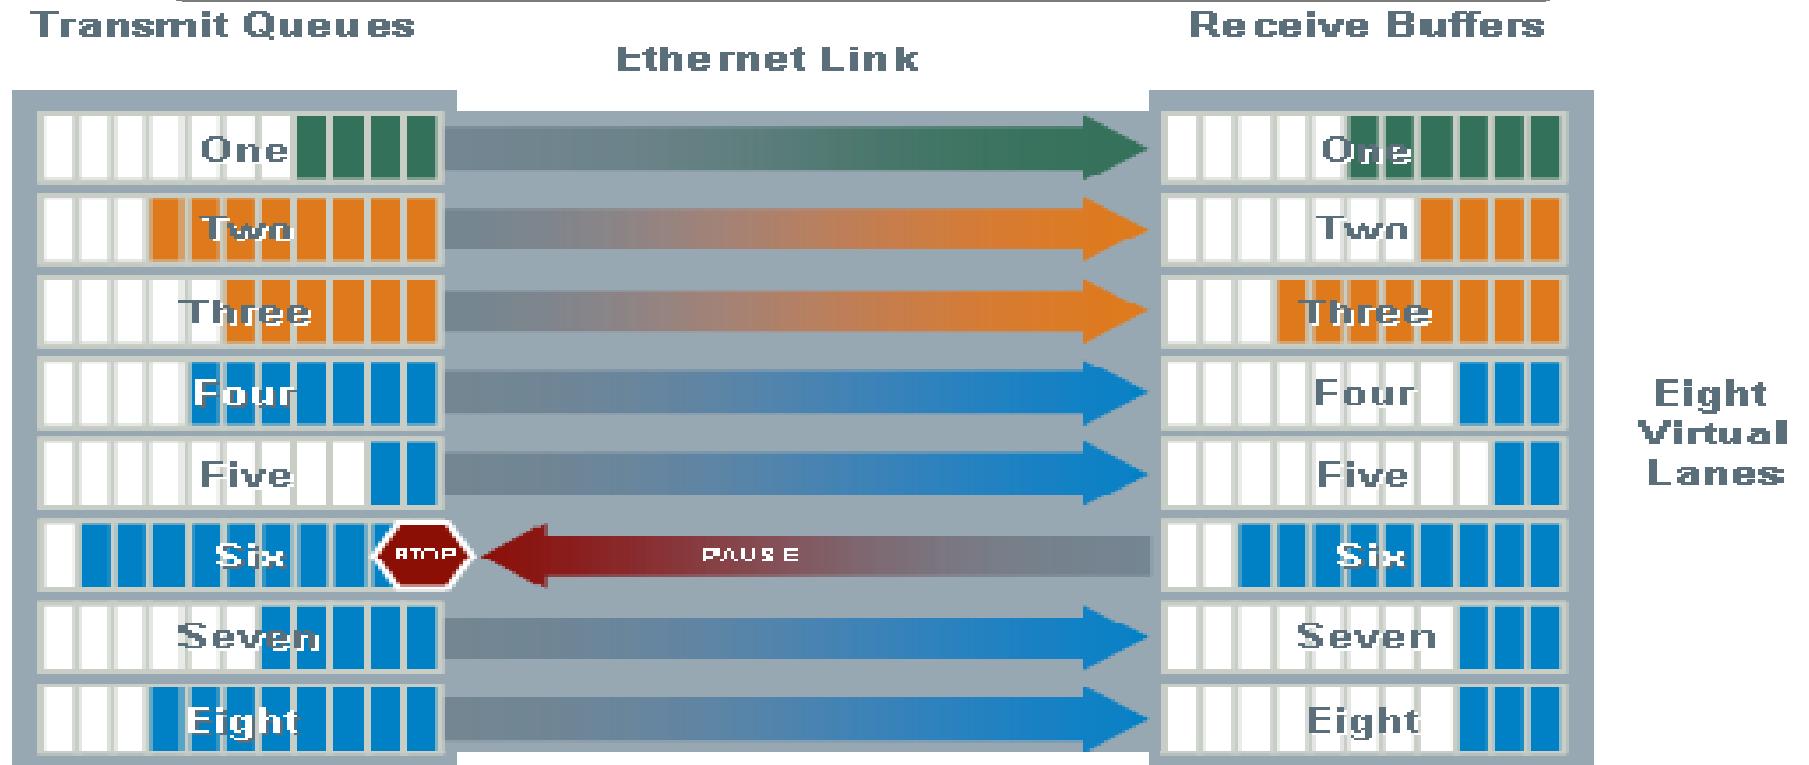 Transmit Queues
Receive Buffers
Ethernet Link
One
One
Two
Two
Three
Three
Four
Four
Five
Five
Six
STOP
PAUSE
Six
Seven
Seven
Eight
Eight
Eight
Virtual
Lanes